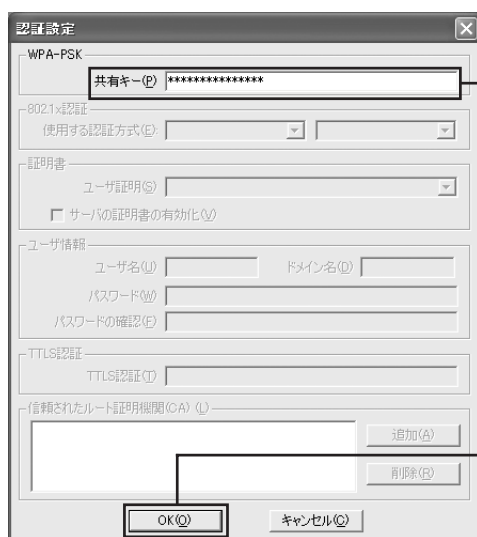 認証設定
WPA-PSK
共有キー(P) ***************
802.1x認証
使用する認証方式(E):
証明書
ユーザ証明(S)
サーバの証明書の有効化(V)
ユーザ情報
ユーザ名(U) ドメイン名(D)
パスワード(W)
パスワードの確認(F)
TTLS認証
TTLS認証(T)
信頼されたルート証明機関(CA) (L)
追加(A)
削除(R)
OK(O) キャンセル(C)